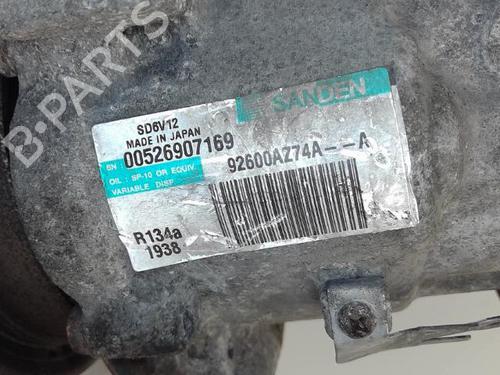 B-PARTS
SANDEN
SD6V12
MADE IN JAPAN
SN : 00526907169
92600AZ74A--A
OIL : SP-10 OR EQUIV.
VARIABLE DISP.
R134a
1938